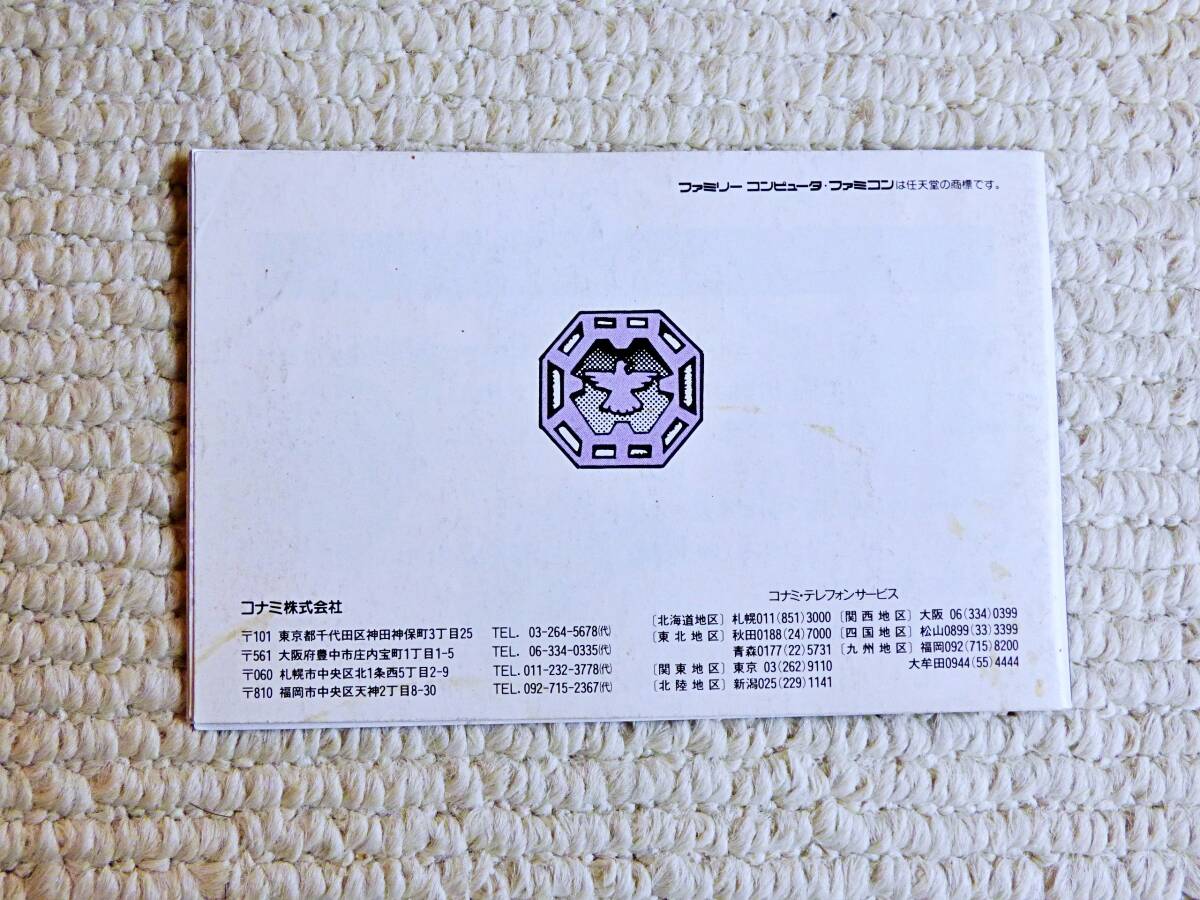 ファミリー コンピュータ・ファミコンは任天堂の商標です。
コナミ株式会社
〒101 東京都千代田区神田神保町3丁目25 TEL. 03-264-5678㈹
〒561 大阪府豊中市庄内宝町1丁目1-5 TEL. 06-334-0335㈹
〒060 札幌市中央区北1条西5丁目2-9 TEL. 011-232-3778㈹
〒810 福岡市中央区天神2丁目8-30 TEL. 092-715-2367㈹
コナミ・テレフォンサービス
〔北海道地区〕 札幌011(851)3000 〔関西地区〕 大阪 06(334)0399
〔東北地区〕 秋田0188(24)7000 〔四国地区〕 松山0899(33)3399
青森0177(22)5731 〔九州地区〕 福岡092(715)8200
〔関東地区〕 東京 03(262)9110 大牟田0944(55)4444
〔北陸地区〕 新潟025(229)1141